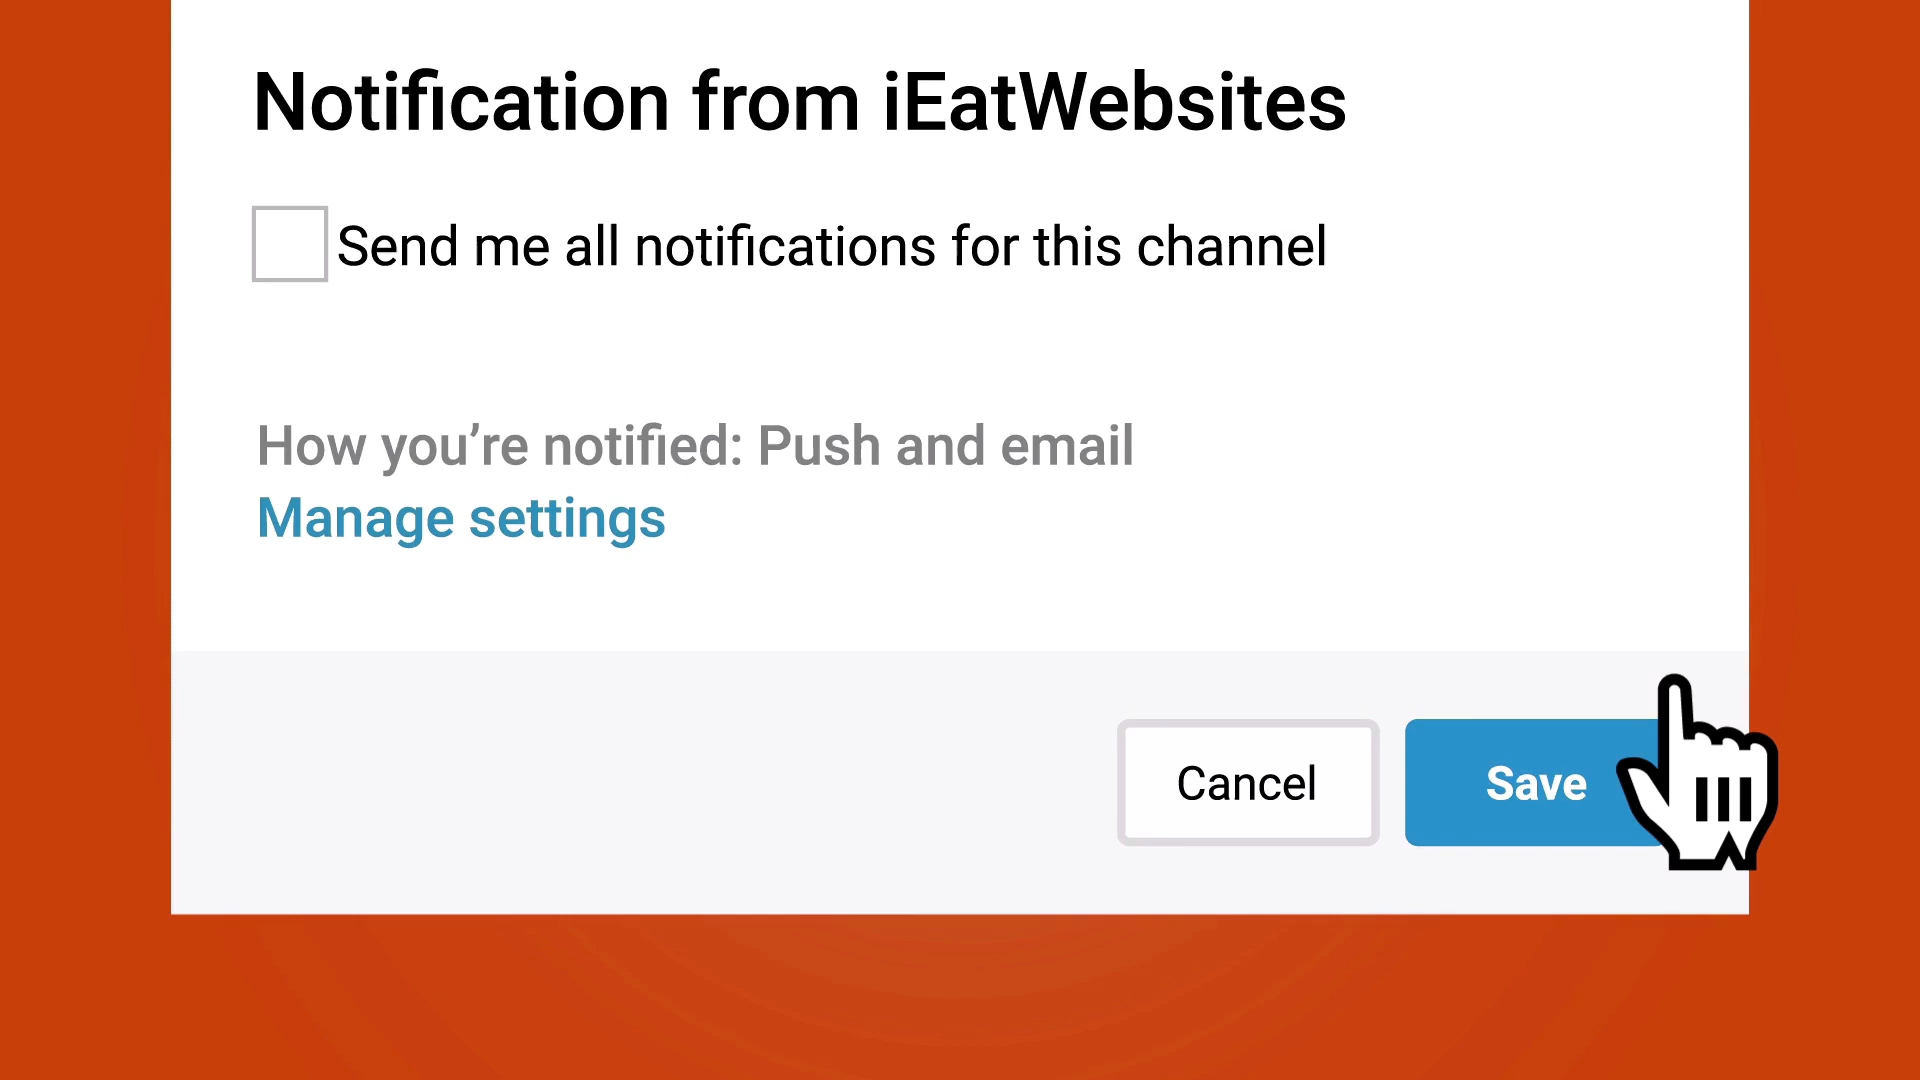 Notification from iEatWebsites
Send me all notifications for this channel
How you’re notified: Push and email
Manage settings
Cancel
Save